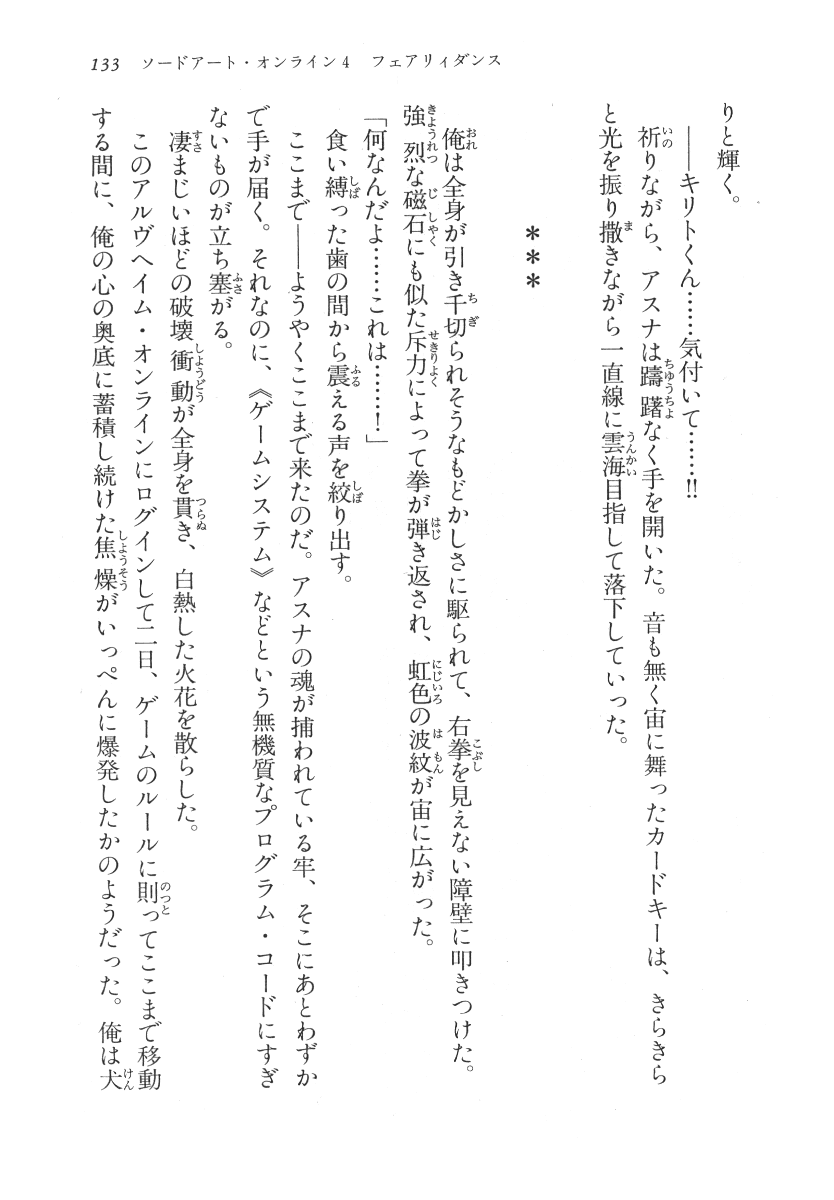 133　ソードアート・オンライン4　フェアリィダンス
りと輝く。
――キリトくん……気付いて……!!
祈りながら、アスナは躊躇なく手を開いた。音も無く宙に舞ったカードキーは、きらきら
と光を振り撒きながら一直線に雲海目指して落下していった。
＊＊＊
俺は全身が引き千切られそうなもどかしさに駆られて、右拳を見えない障壁に叩きつけた。
強烈な磁石にも似た斥力によって拳が弾き返され、虹色の波紋が宙に広がった。
「何なんだよ……これは……！」
食い縛った歯の間から震える声を絞り出す。
ここまで――ようやくここまで来たのだ。アスナの魂が捕われている牢、そこにあとわずか
で手が届く。それなのに、《ゲームシステム》などという無機質なプログラム・コードにすぎ
ないものが立ち塞がる。
凄まじいほどの破壊衝動が全身を貫き、白熱した火花を散らした。
このアルヴヘイム・オンラインにログインして二日、ゲームのルールに則ってここまで移動
する間に、俺の心の奥底に蓄積し続けた焦燥がいっぺんに爆発したかのようだった。俺は犬